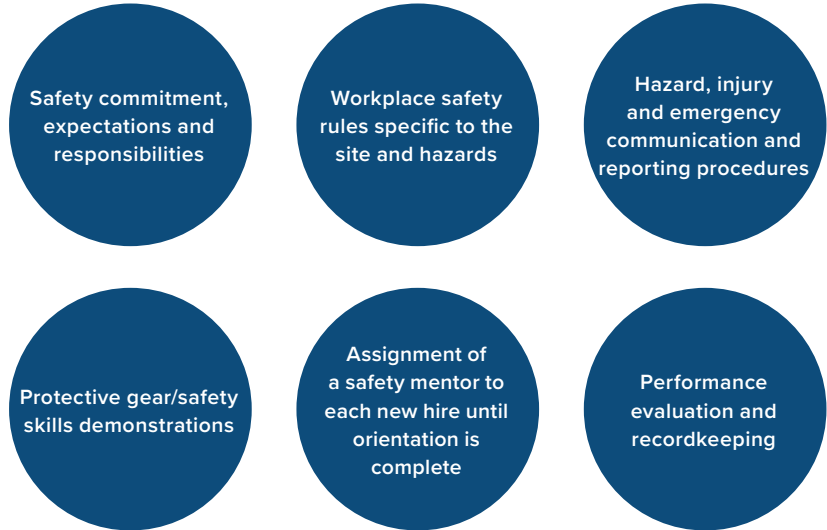 Safety commitment,
expectations and
responsibilities
Workplace safety
rules specific to the
site and hazards
Hazard, injury
and emergency
communication and
reporting procedures
Protective gear/safety
skills demonstrations
Assignment of
a safety mentor to
each new hire until
orientation is
complete
Performance
evaluation and
recordkeeping